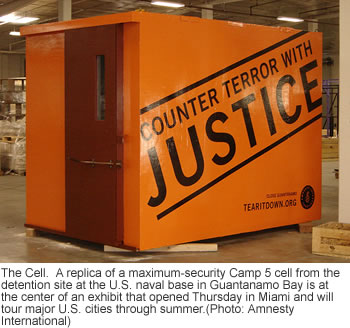 COUNTER TERROR WITH
JUSTICE
CLOSE GUANTANAMO
TEARITDOWN.ORG
The Cell.  A replica of a maximum-security Camp 5 cell from the
detention site at the U.S. naval base in Guantanamo Bay is at
the center of an exhibit that opened Thursday in Miami and will
tour major U.S. cities through summer.(Photo: Amnesty
International)